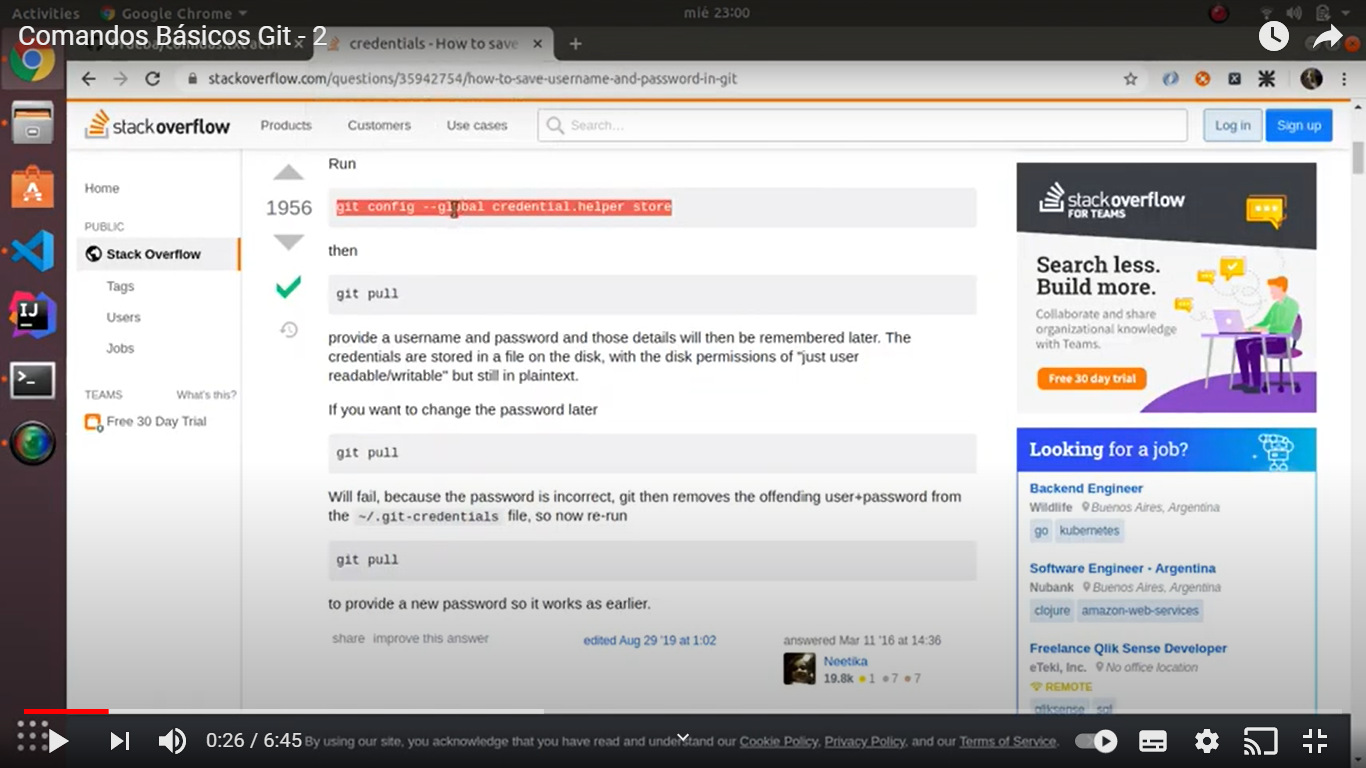 Activities
Google Chrome
mié 23:00
Comandos Básicos Git - 2
credentials - How to save
stackoverflow.com/questions/35942754/how-to-save-username-and-password-in-git
stackoverflow
Products
Customers
Use cases
Search...
Log in
Sign up
Home
PUBLIC
Stack Overflow
Tags
Users
Jobs
TEAMS
What's this?
Free 30 Day Trial
1956
Run
git config --global credential.helper store
then
git pull
provide a username and password and those details will then be remembered later. The
credentials are stored in a file on the disk, with the disk permissions of "just user
readable/writable" but still in plaintext.
If you want to change the password later
git pull
Will fail, because the password is incorrect, git then removes the offending user+password from
the ~/.git-credentials file, so now re-run
git pull
to provide a new password so it works as earlier.
share improve this answer
edited Aug 29 '19 at 1:02
answered Mar 11 '16 at 14:36
Neetika
19.8k 1 7 7
stackoverflow
FOR TEAMS
Search less.
Build more.
Collaborate and share
organizational knowledge
with Teams.
Free 30 day trial
Looking for a job?
Backend Engineer
Wildlife Buenos Aires, Argentina
go kubernetes
Software Engineer - Argentina
Nubank Buenos Aires, Argentina
clojure amazon-web-services
Freelance Qlik Sense Developer
eTeki, Inc. No office location
REMOTE
qliksense sql
0:26 / 6:45
By using our site, you acknowledge that you have read and understand our Cookie Policy, Privacy Policy, and our Terms of Service.